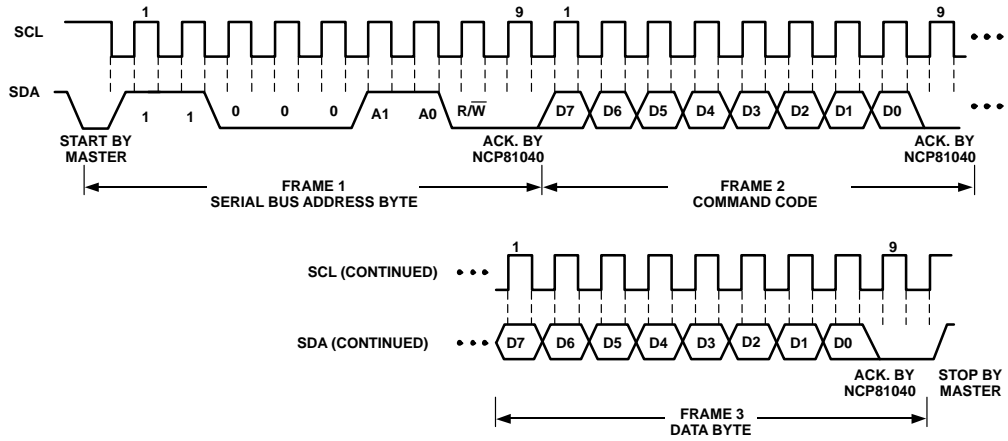 1 9 1 9
SCL
SDA
1 1 0 0 0 A1 A0 R/W̅ D7 D6 D5 D4 D3 D2 D1 D0
START BY
MASTER
ACK. BY
NCP81040
ACK. BY
NCP81040
FRAME 1
SERIAL BUS ADDRESS BYTE
FRAME 2
COMMAND CODE
1 9
SCL (CONTINUED)
SDA (CONTINUED) D7 D6 D5 D4 D3 D2 D1 D0
ACK. BY
NCP81040
STOP BY
MASTER
FRAME 3
DATA BYTE